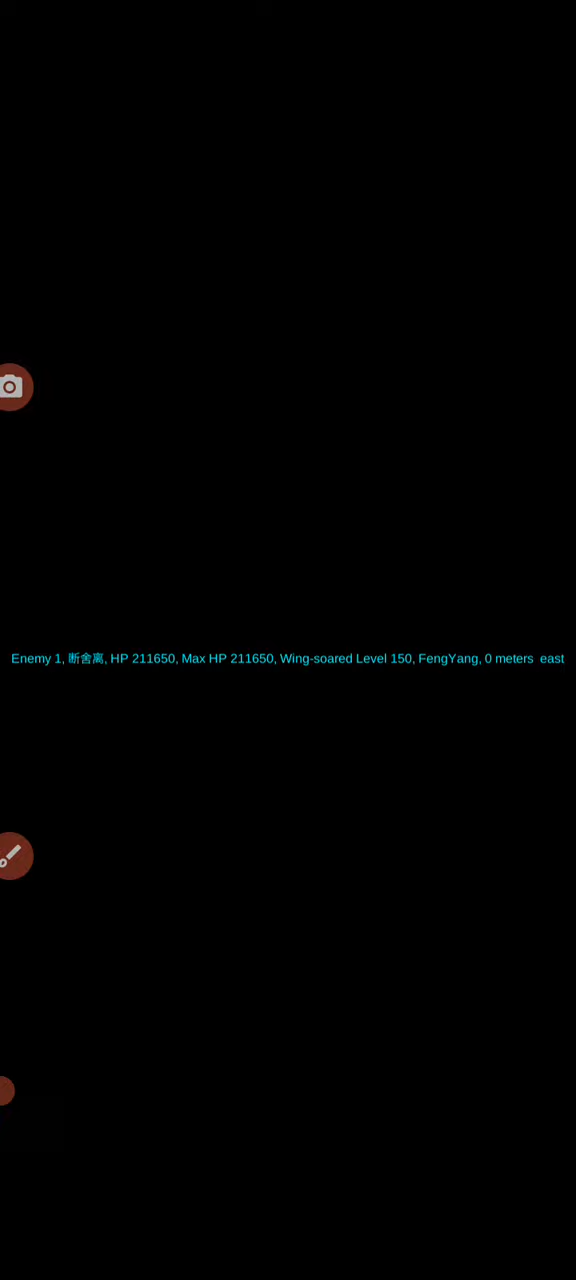 Enemy 1, 断舍离, HP 211650, Max HP 211650, Wing-soared Level 150, FengYang, 0 meters  east